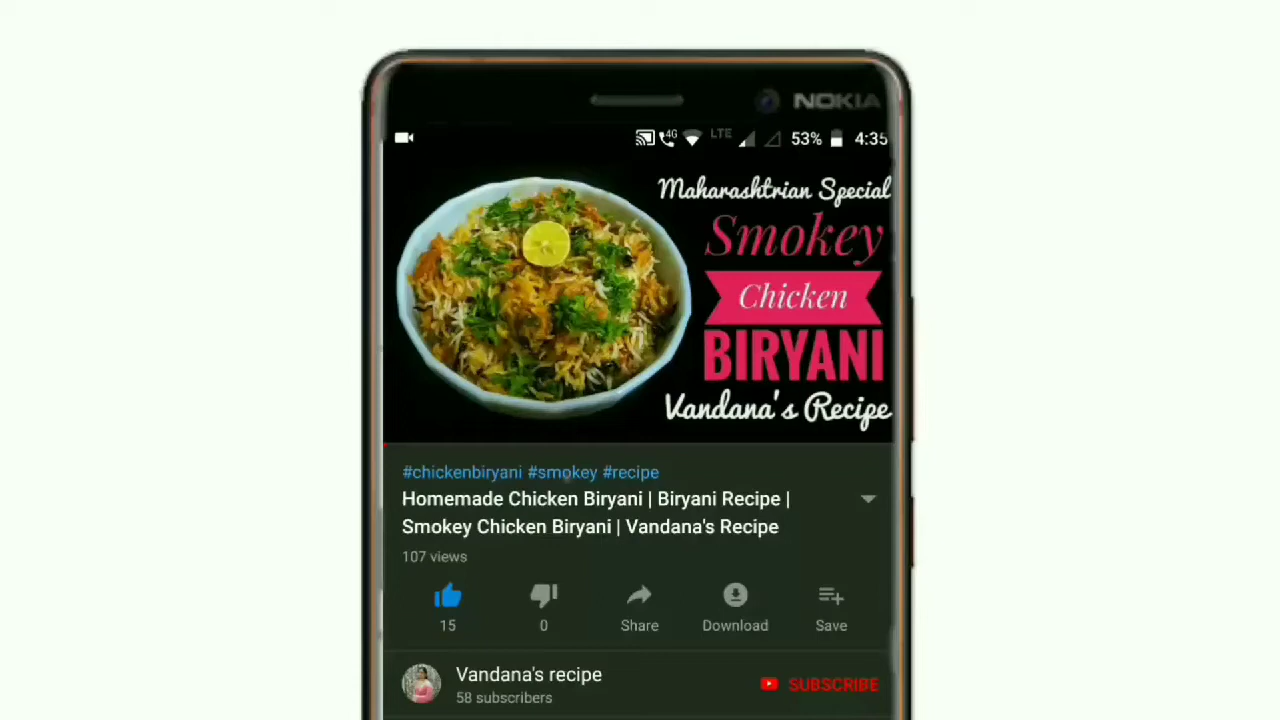 NOKIA
4G LTE 53% 4:35
Maharashtrian Special
Smokey
Chicken
BIRYANI
Vandana's Recipe
#chickenbiryani #smokey #recipe
Homemade Chicken Biryani | Biryani Recipe |
Smokey Chicken Biryani | Vandana's Recipe
107 views
15 0 Share Download Save
Vandana's recipe
58 subscribers
SUBSCRIBE